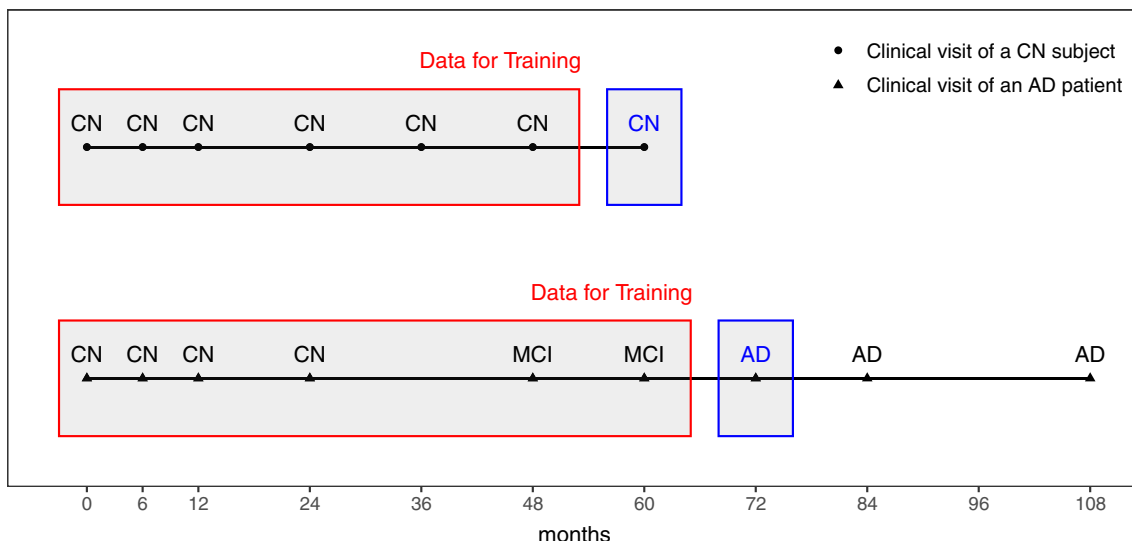 Data for Training
Clinical visit of a CN subject
Clinical visit of an AD patient
CN CN CN CN CN CN CN
Data for Training
CN CN CN CN MCI MCI AD AD AD
0 6 12 24 36 48 60 72 84 96 108
months